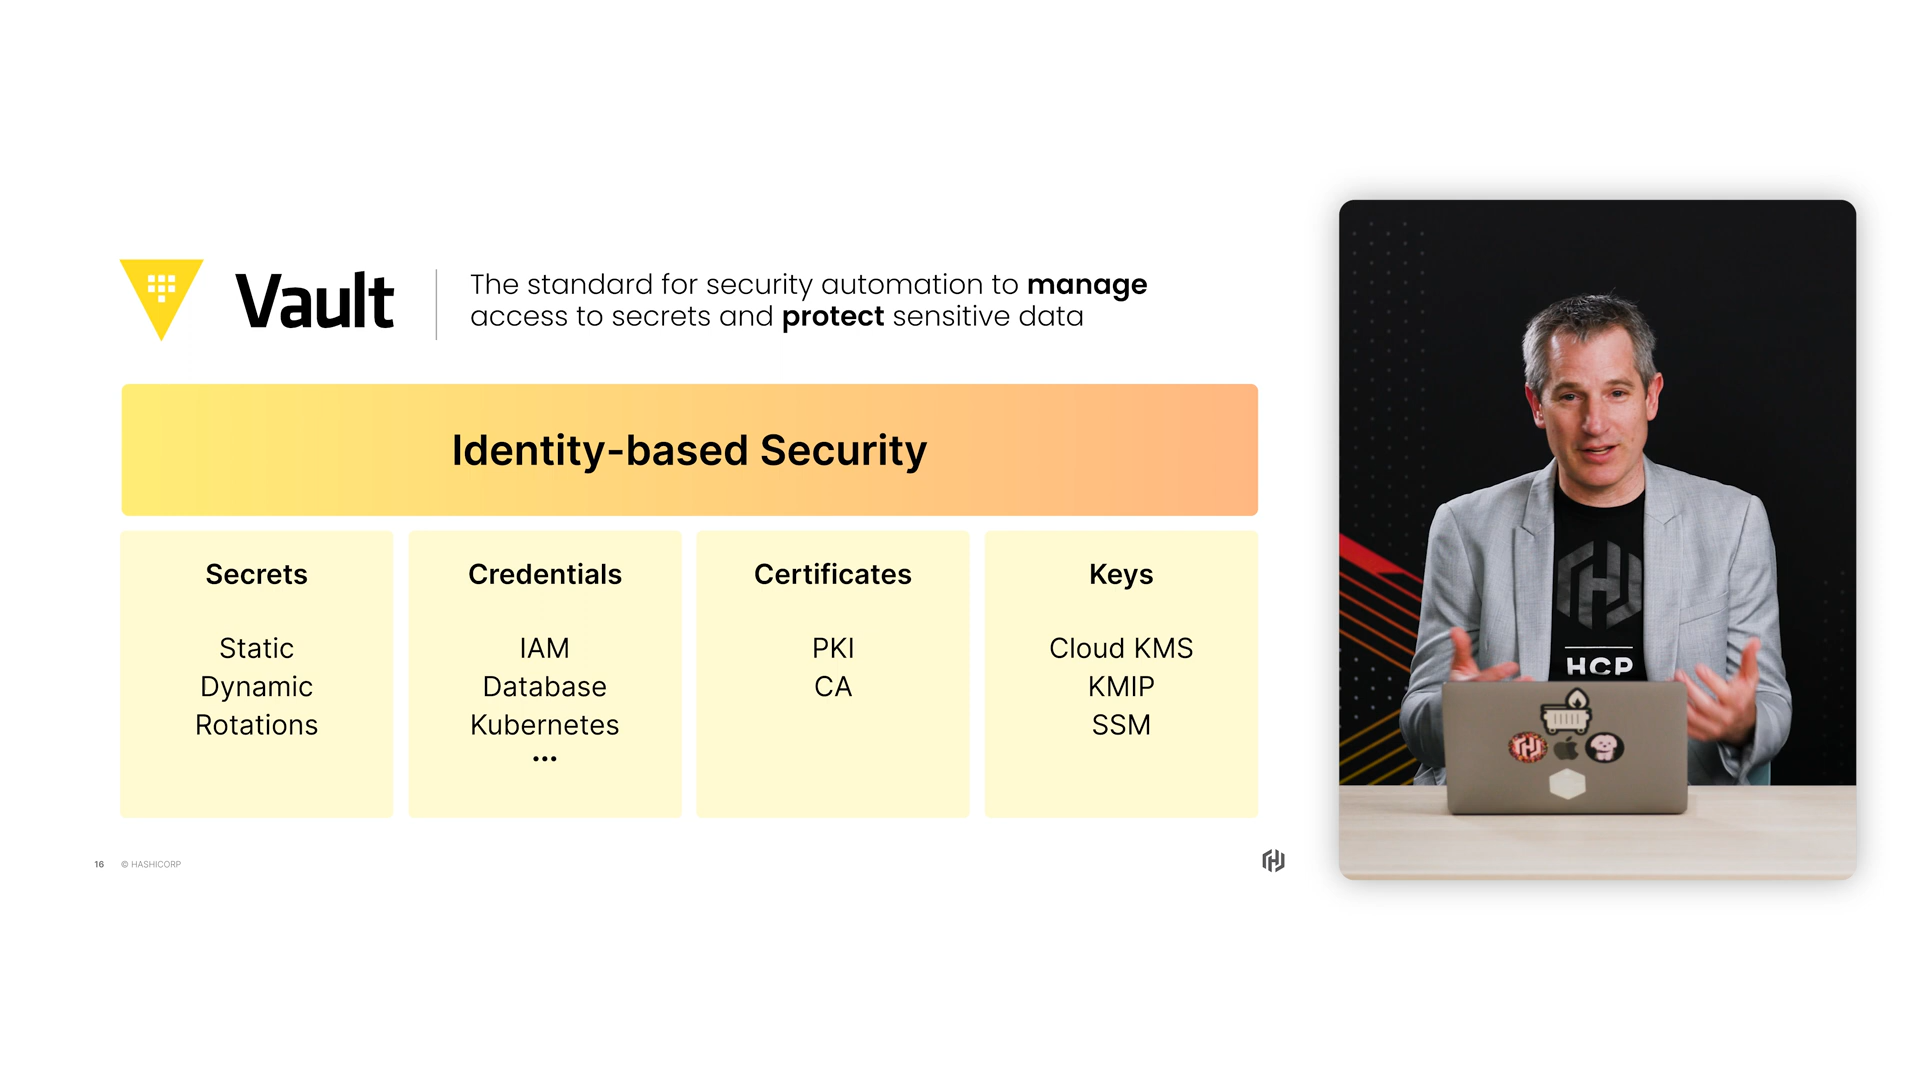 Vault
The standard for security automation to manage
access to secrets and protect sensitive data
Identity-based Security
Secrets
Static
Dynamic
Rotations
Credentials
IAM
Database
Kubernetes
...
Certificates
PKI
CA
Keys
Cloud KMS
KMIP
SSM
16 © HASHICORP
HCP